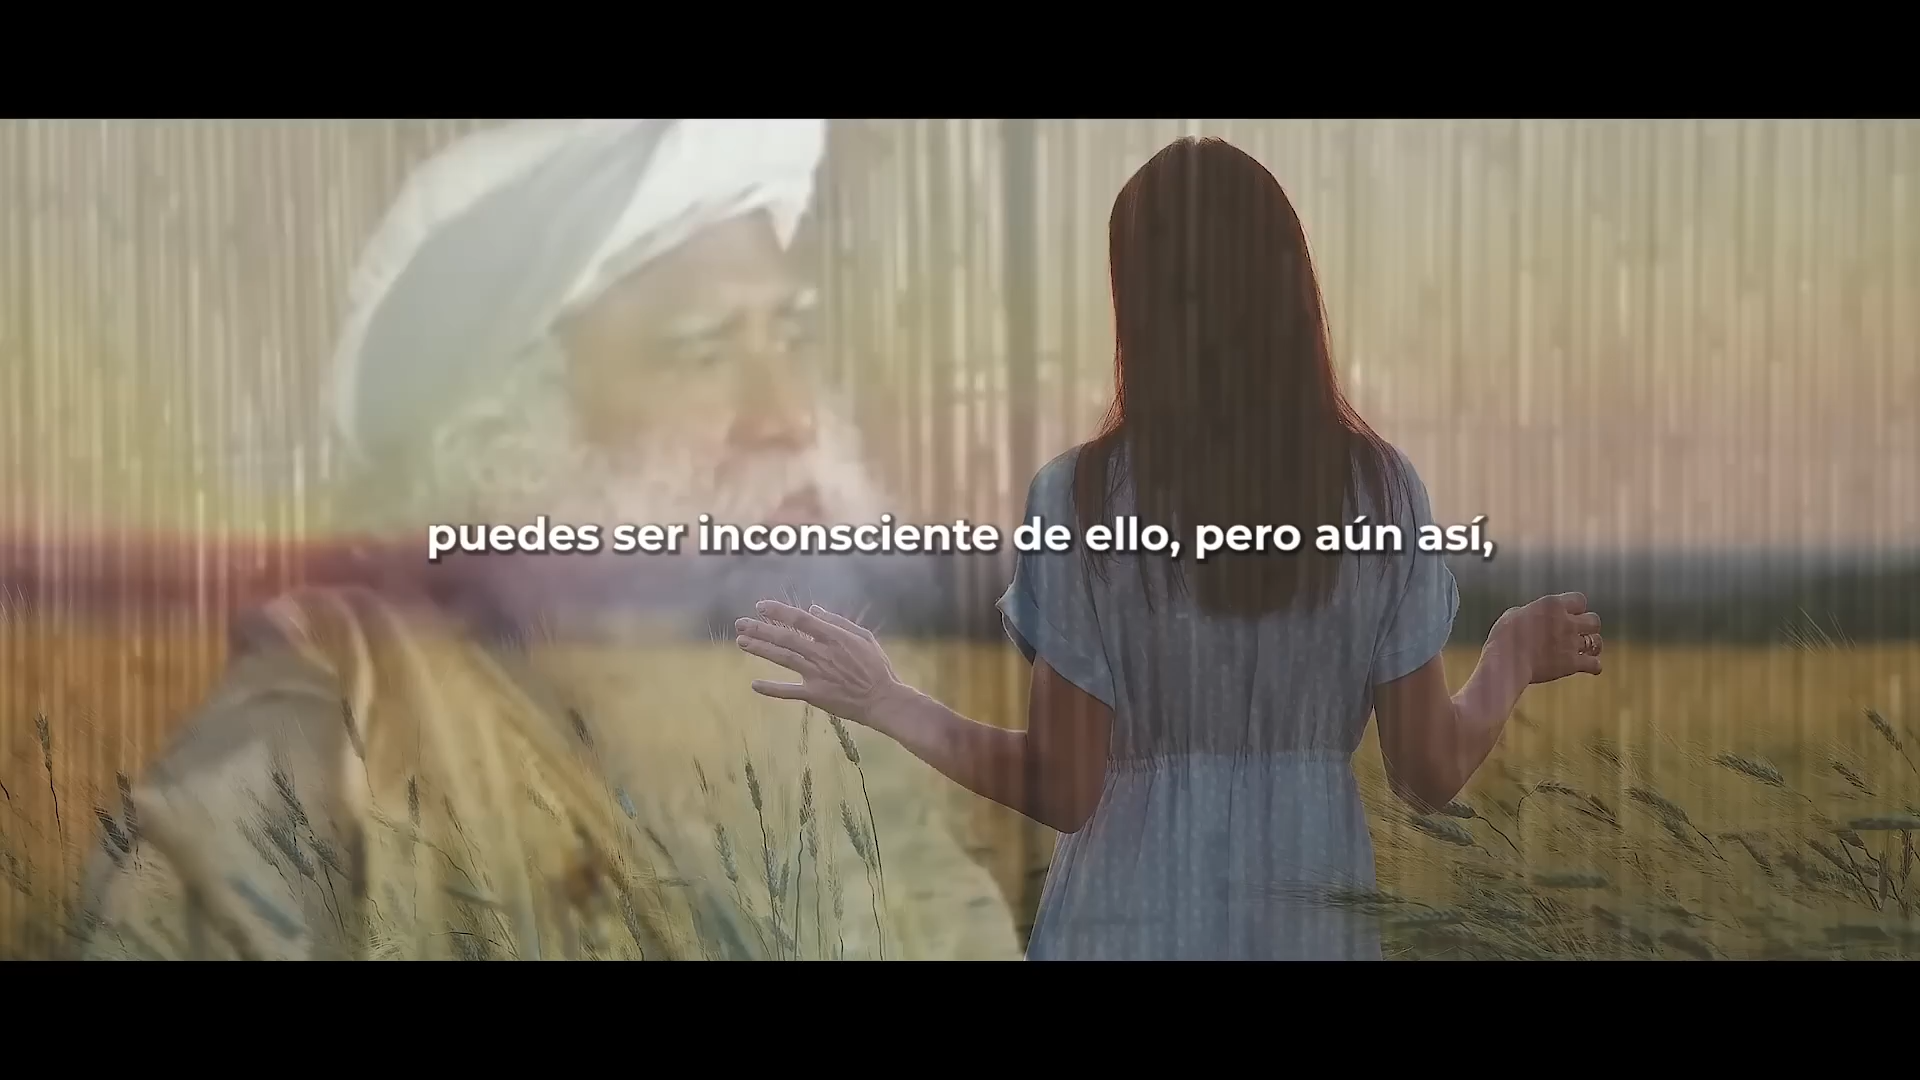 puedes ser inconsciente de ello, pero aún así,